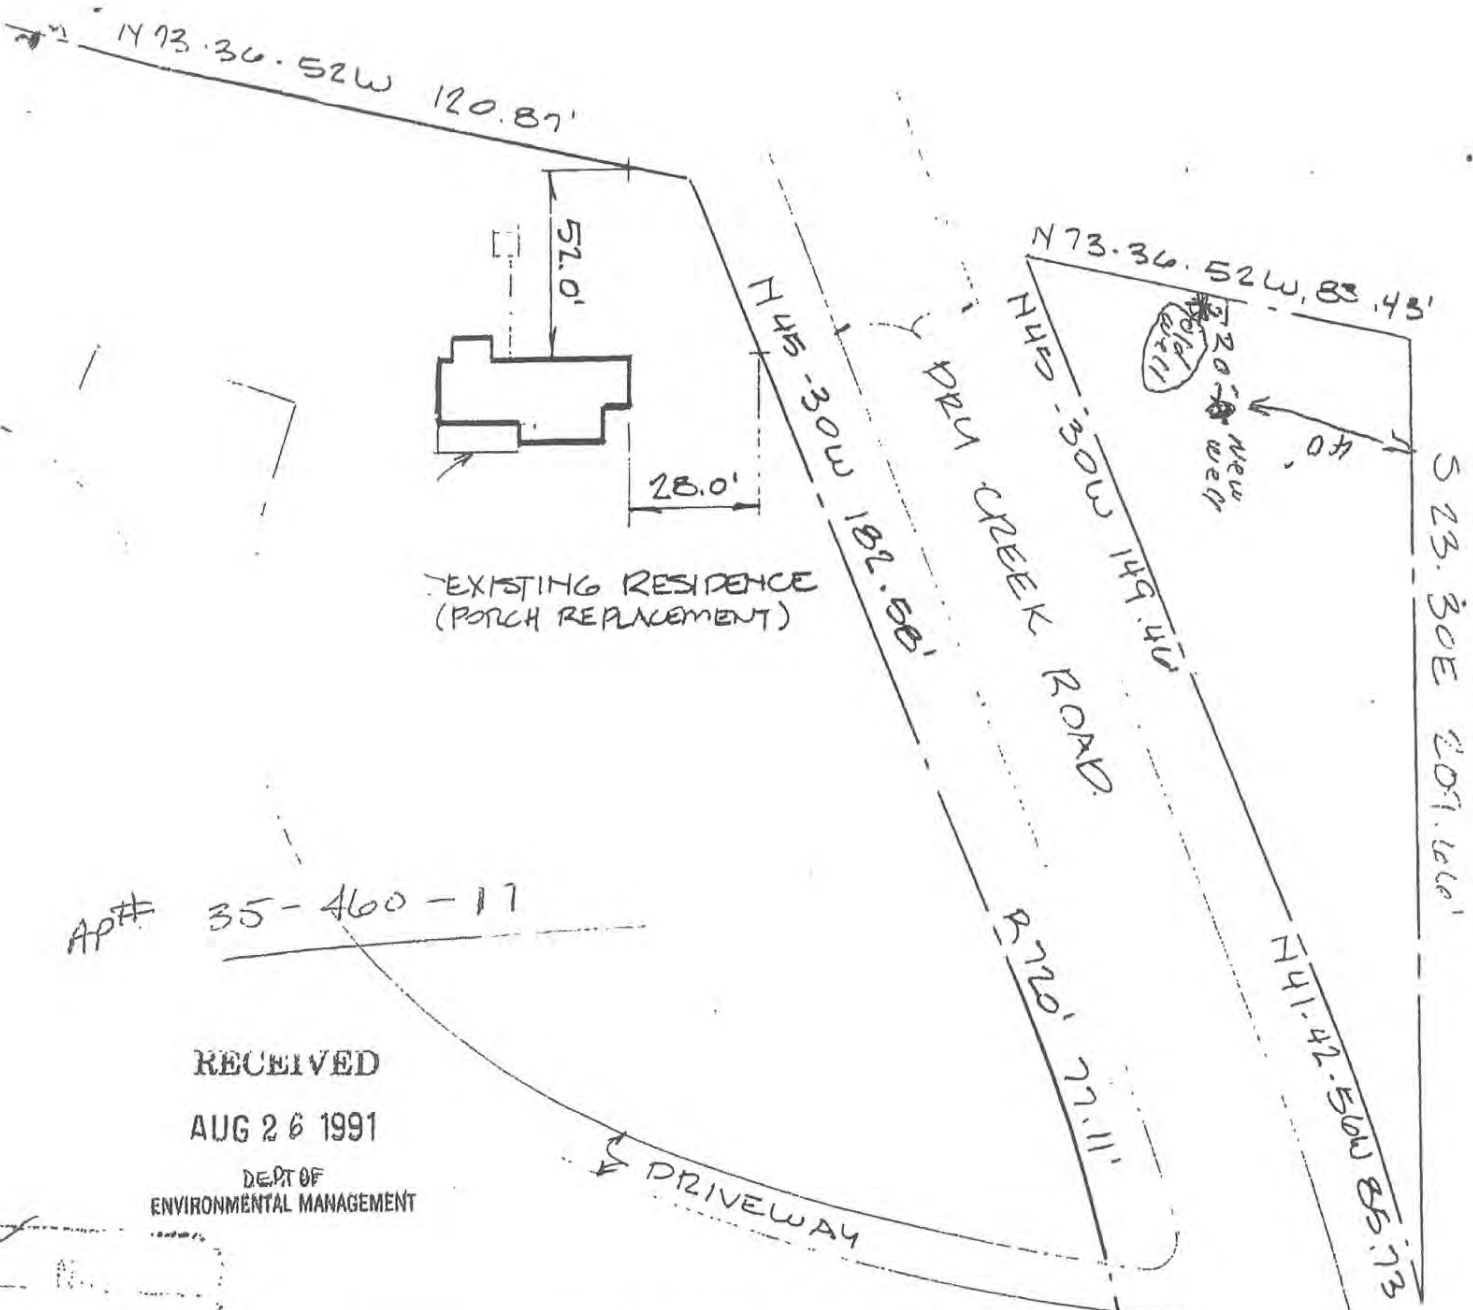 N73.36.52W 120.87'
52.0'
28.0'
EXISTING RESIDENCE
(PORCH REPLACEMENT)
N45-30W 182.58'
R720' 77.11'
DRY CREEK ROAD
N73.36.52W, 83.43'
old
well
20'
new
well
40'
N45-30W 149.46
S23.30E 207.66'
N41-42-56W 85.73
AP# 35-460-17
RECEIVED
AUG 26 1991
DEPT OF
ENVIRONMENTAL MANAGEMENT
DRIVEWAY